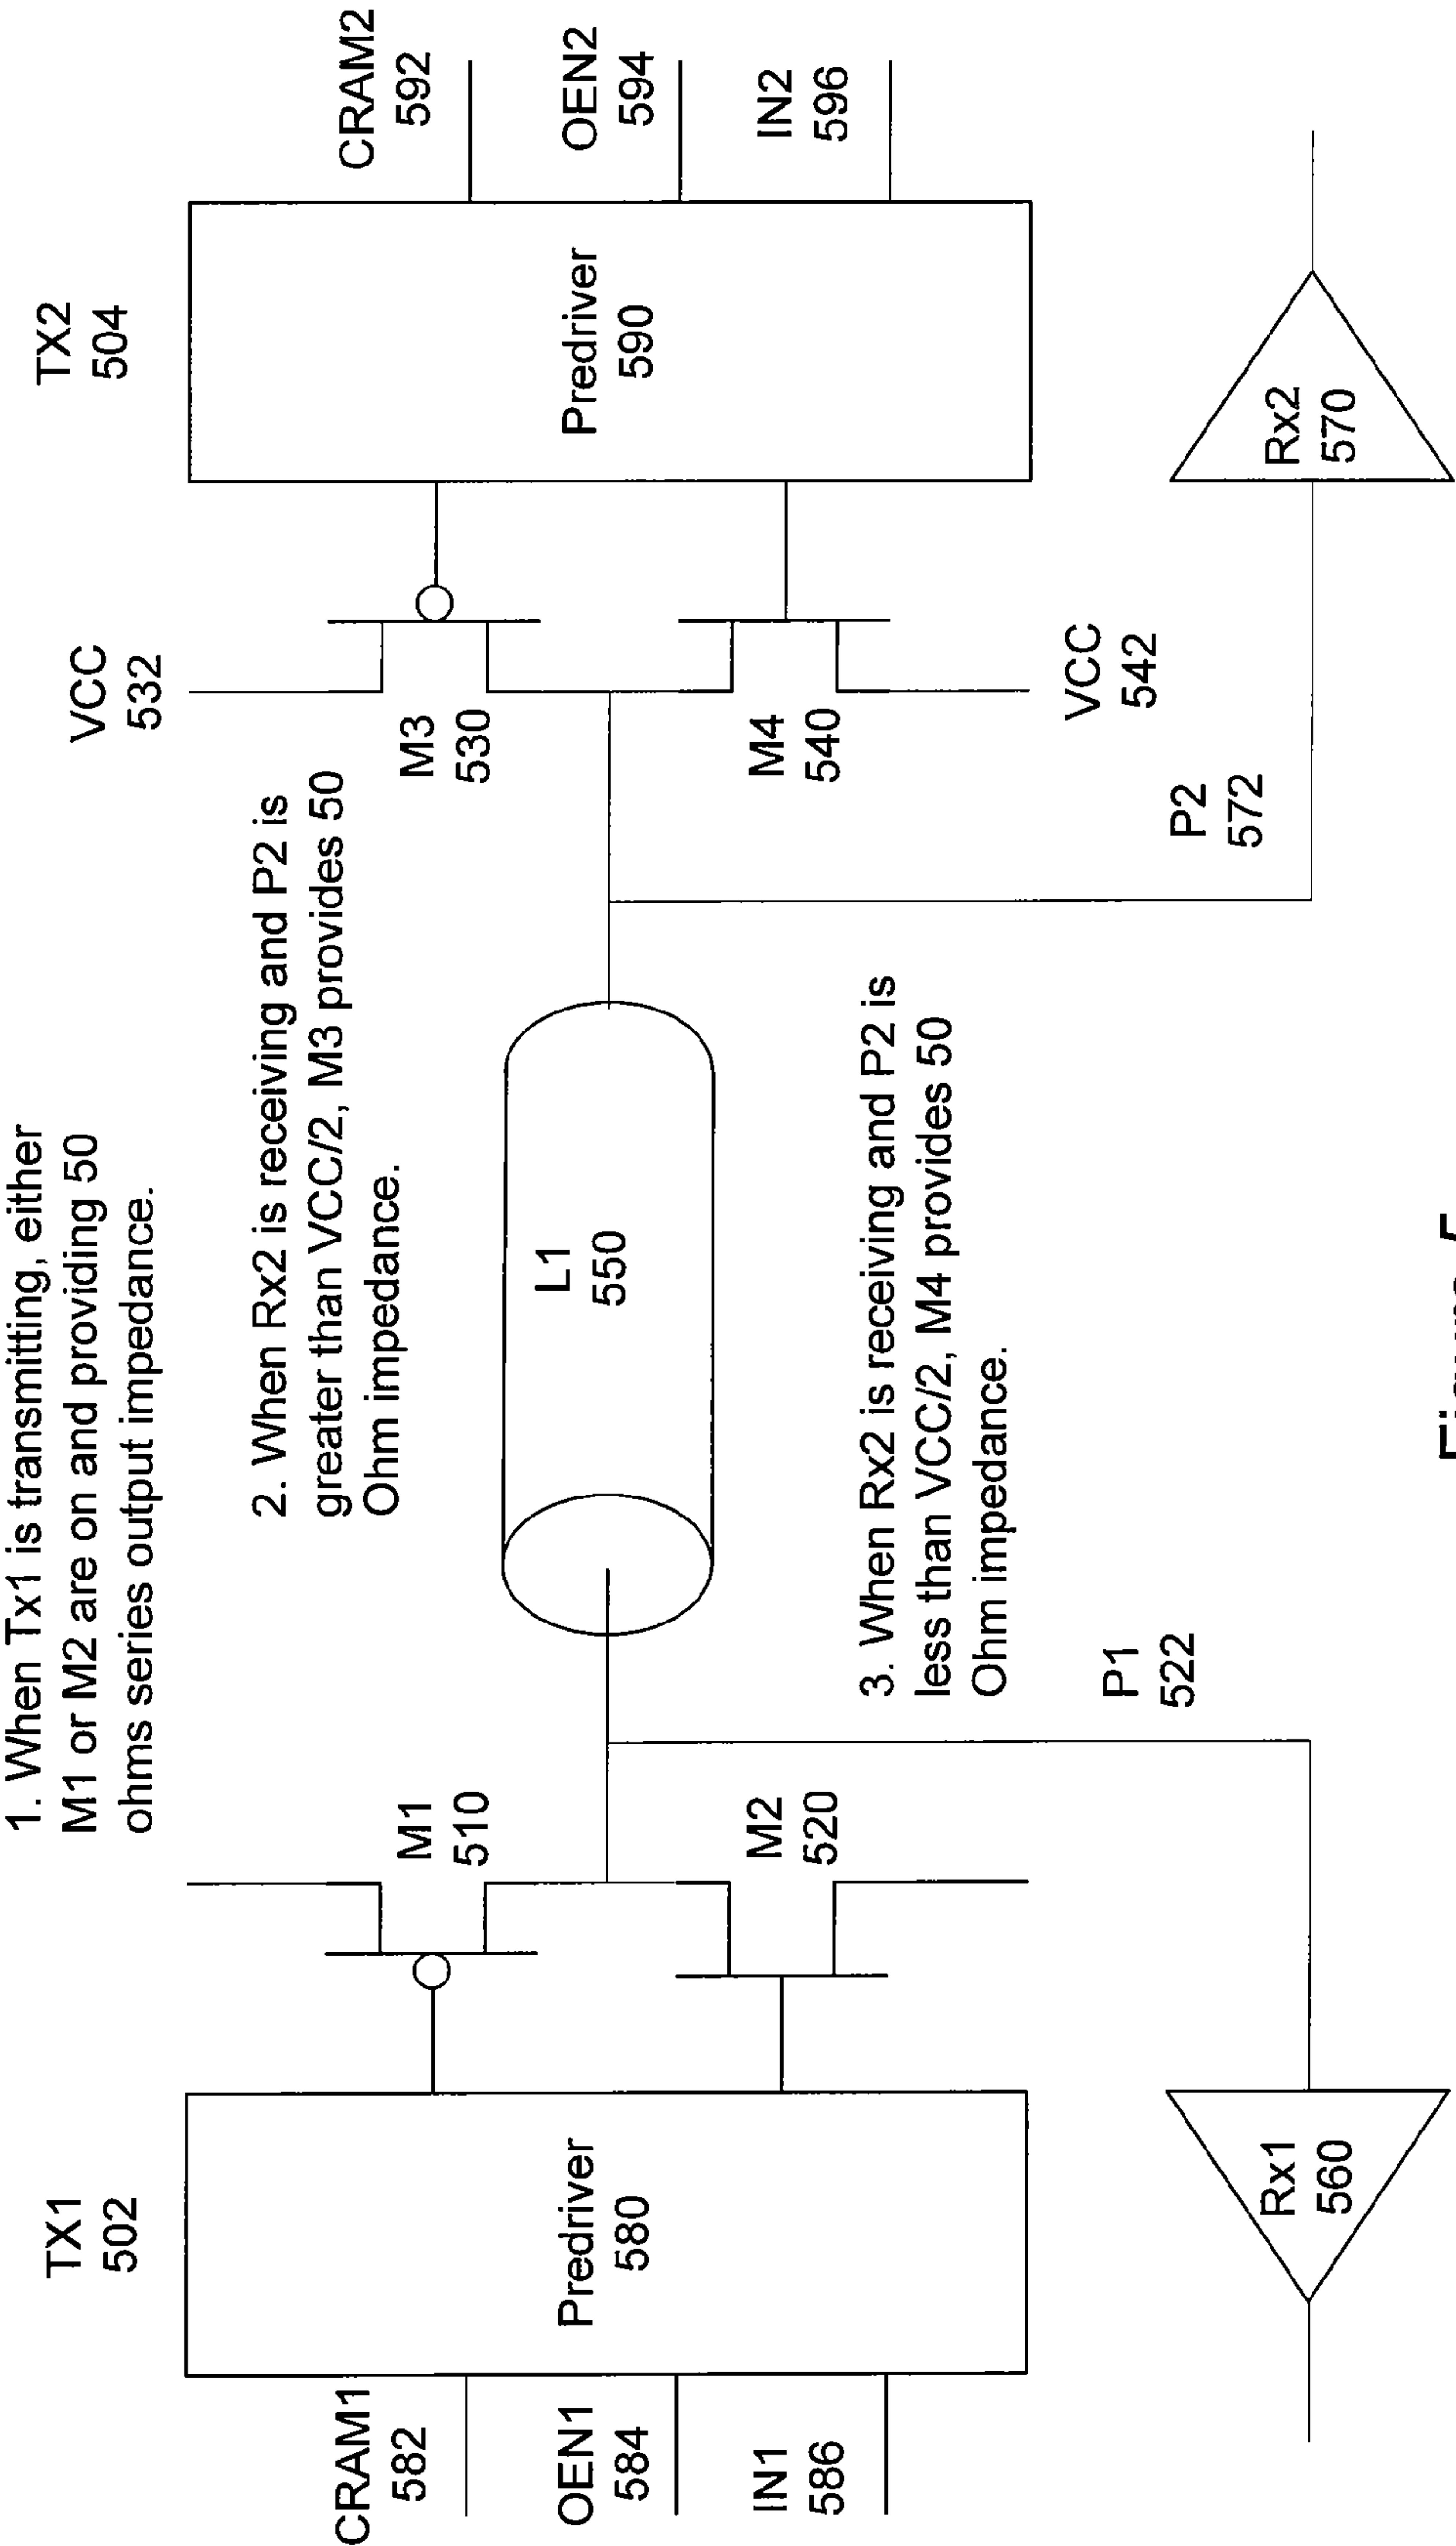 1. When Tx1 is transmitting, either
M1 or M2 are on and providing 50
ohms series output impedance.
2. When Rx2 is receiving and P2 is
greater than VCC/2, M3 provides 50
Ohm impedance.
3. When Rx2 is receiving and P2 is
less than VCC/2, M4 provides 50
Ohm impedance.
TX1
502
CRAM1
582
OEN1
584
IN1
586
Predriver
580
M1
510
M2
520
P1
522
Rx1
560
L1
550
VCC
532
M3
530
M4
540
VCC
542
P2
572
TX2
504
Predriver
590
CRAM2
592
OEN2
594
IN2
596
Rx2
570
Figure 5